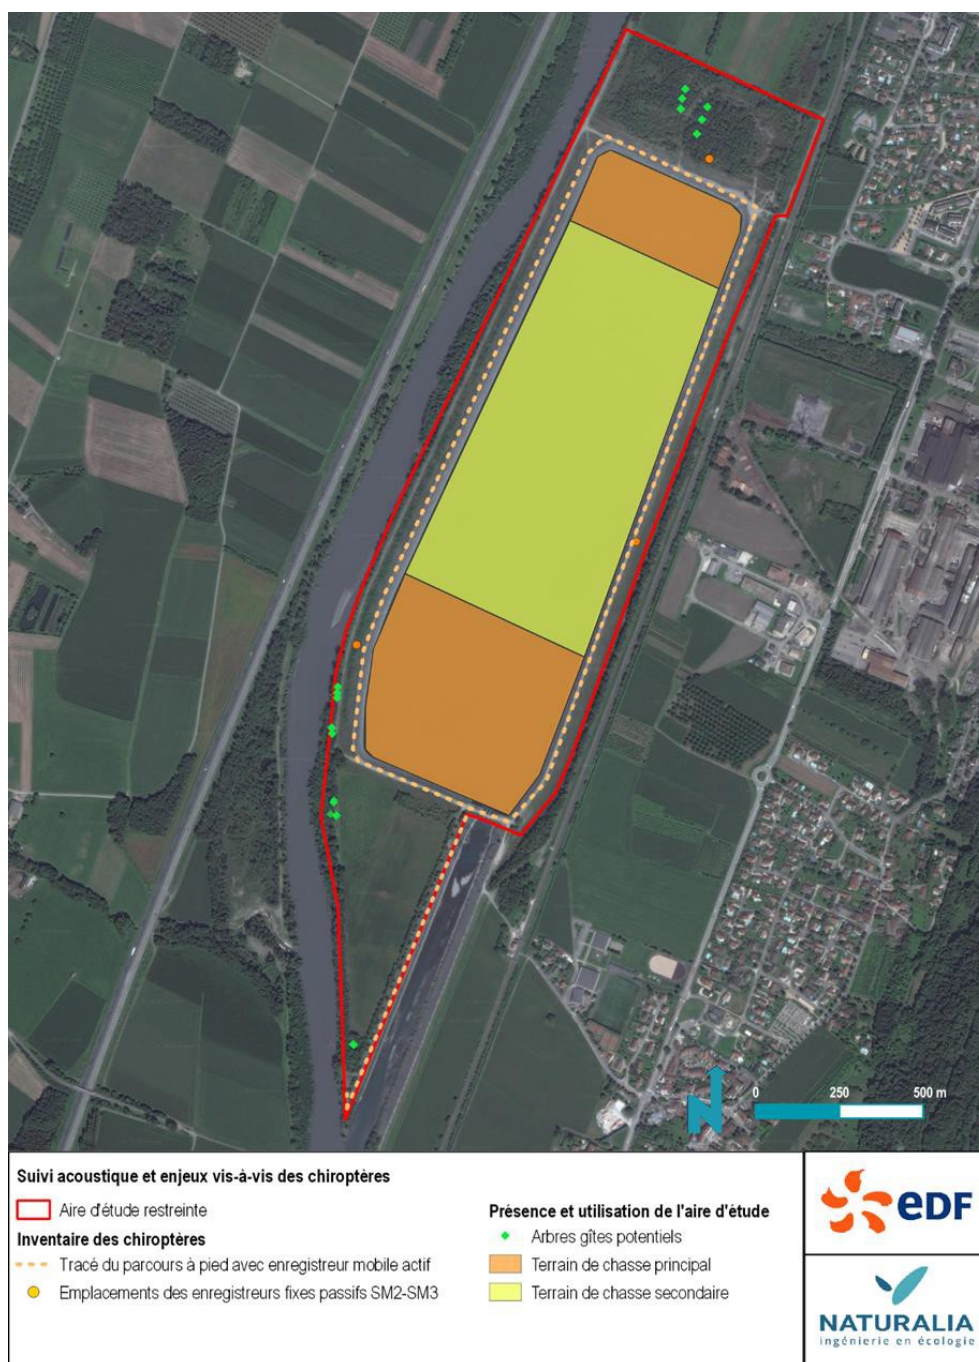 N
0 250 500 m
Suivi acoustique et enjeux vis-à-vis des chiroptères
Aire d'étude restreinte
Inventaire des chiroptères
Tracé du parcours à pied avec enregistreur mobile actif
Emplacements des enregistreurs fixes passifs SM2-SM3
Présence et utilisation de l'aire d'étude
Arbres gîtes potentiels
Terrain de chasse principal
Terrain de chasse secondaire
eDF
NATURALIA
ingénierie en écologie